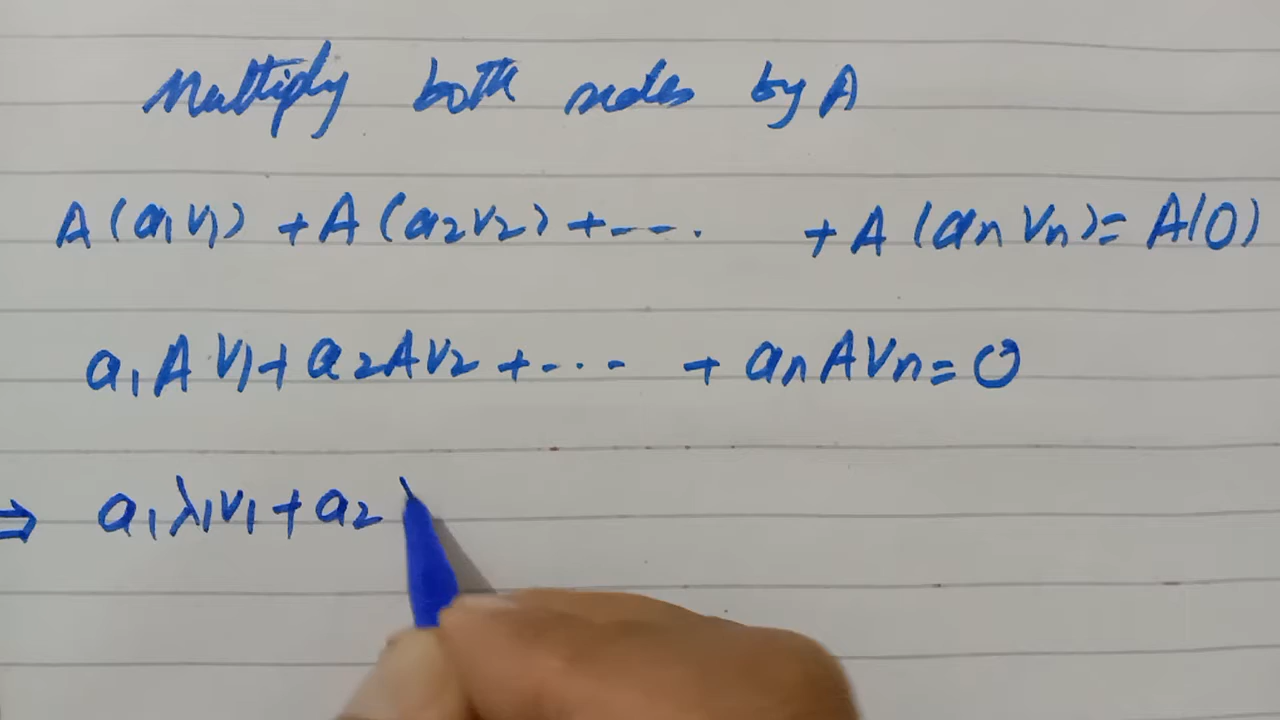 Multiply both sides by A
A(a₁v₁) + A(a₂v₂) + --- . + A(aₙvₙ) = A(0)
a₁Av₁ + a₂Av₂ + ... + aₙAvₙ = 0
⇒ a₁λ₁v₁ + a₂